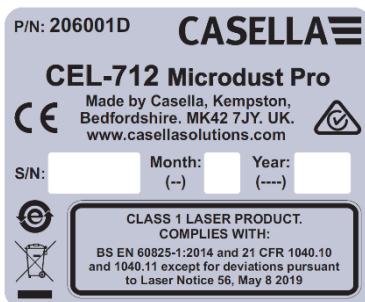 P/N: 206001D CASELLA
CEL-712 Microdust Pro
Made by Casella, Kempston,
Bedfordshire. MK42 7JY. UK.
www.casellasolutions.com
CE
S/N: Month: Year:
(--) (----)
e
CLASS 1 LASER PRODUCT.
COMPLIES WITH:
BS EN 60825-1:2014 and 21 CFR 1040.10
and 1040.11 except for deviations pursuant
to Laser Notice 56, May 8 2019